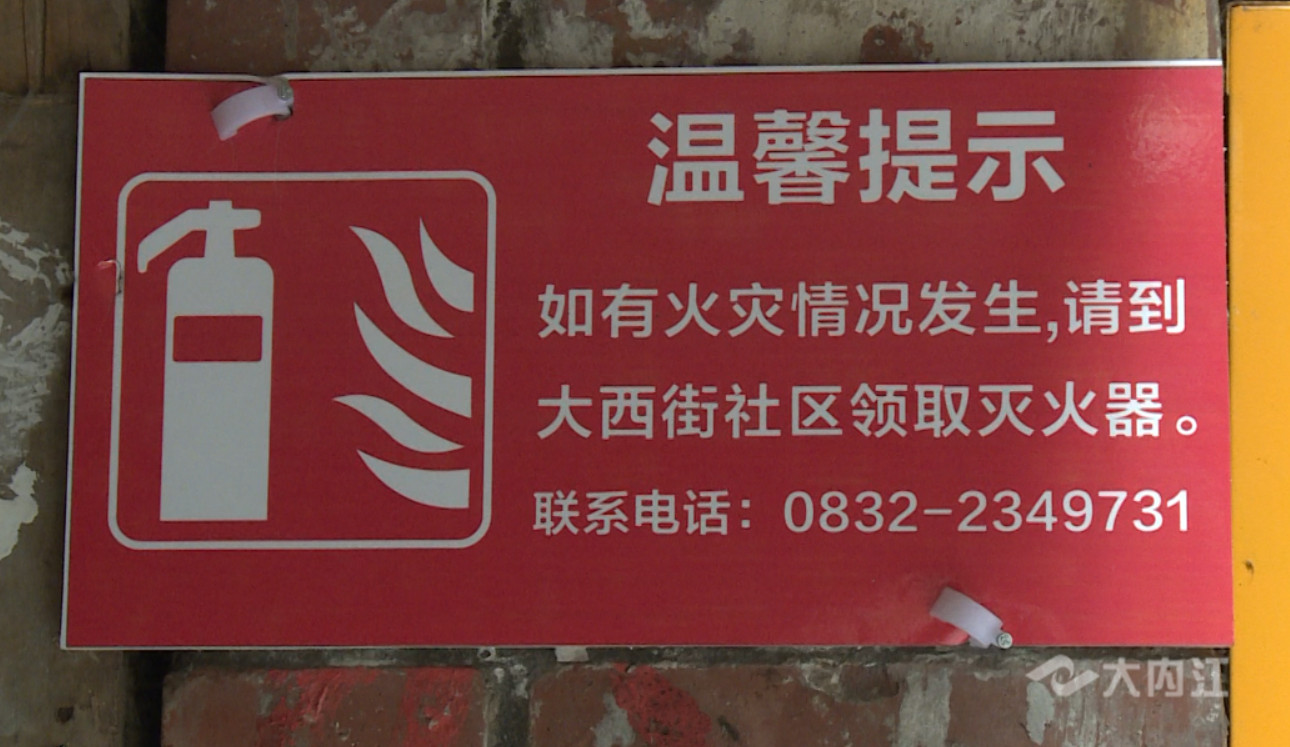 温馨提示
如有火灾情况发生,请到
大西街社区领取灭火器。
联系电话：0832-2349731
大内江